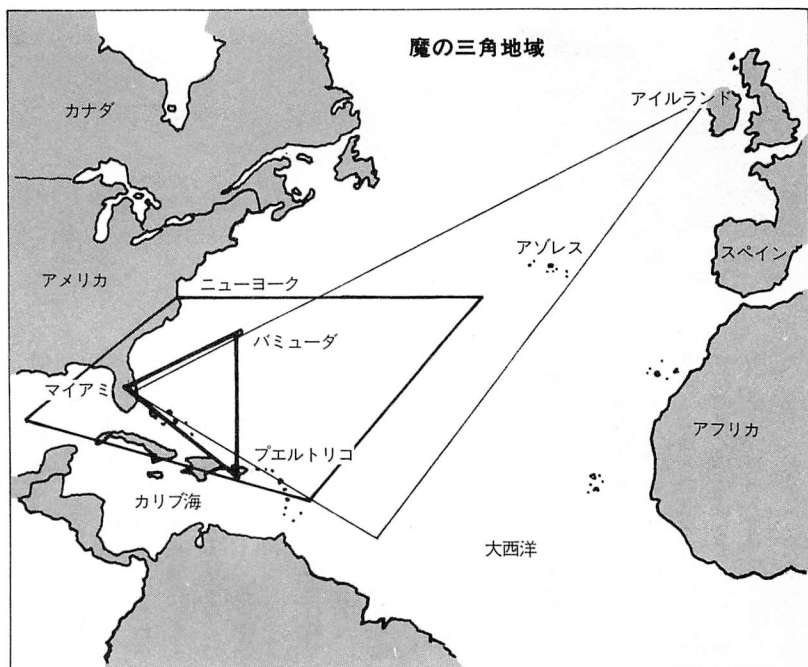 魔の三角地域
カナダ
アイルランド
アゾレス
スペイン
アメリカ
ニューヨーク
バミューダ
マイアミ
アフリカ
プエルトリコ
カリブ海
大西洋